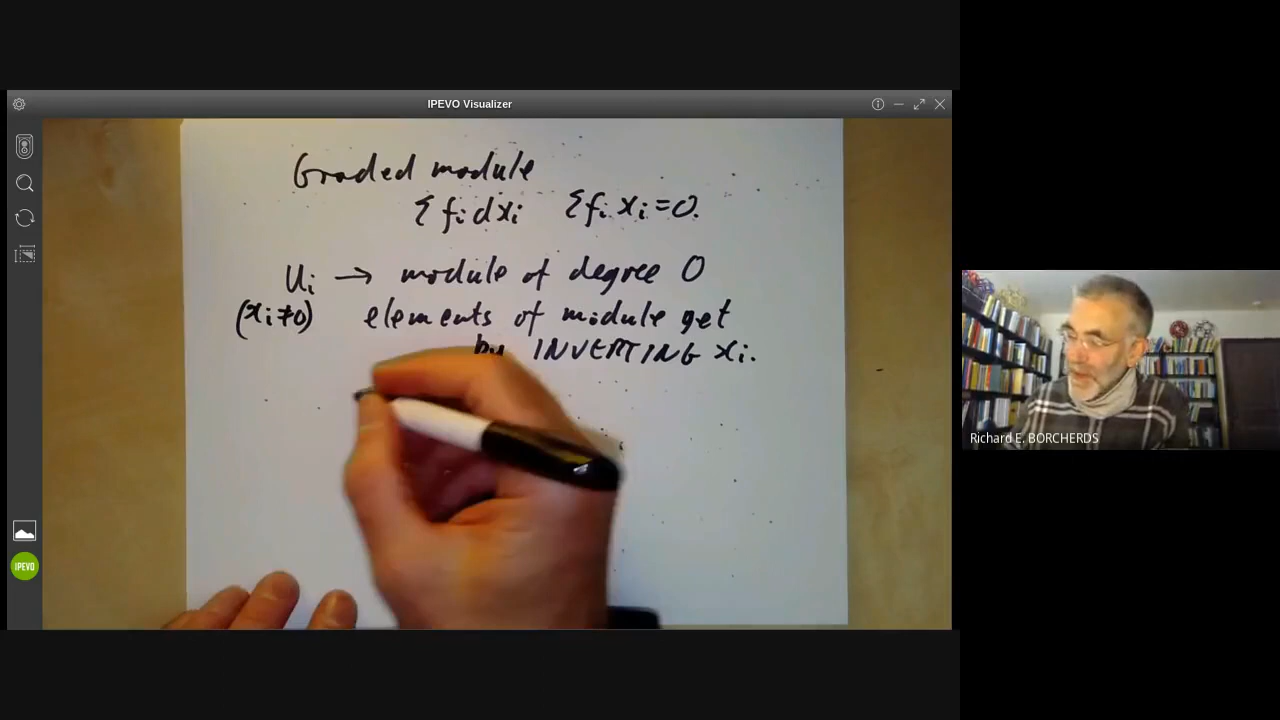 IPEVO Visualizer
Graded module
Σ fᵢ dxᵢ Σ fᵢ xᵢ = 0.
Uᵢ → module of degree 0
(xᵢ ≠ 0) elements of module get
by INVERTING xᵢ.
Richard E. BORCHERDS
IPEVO